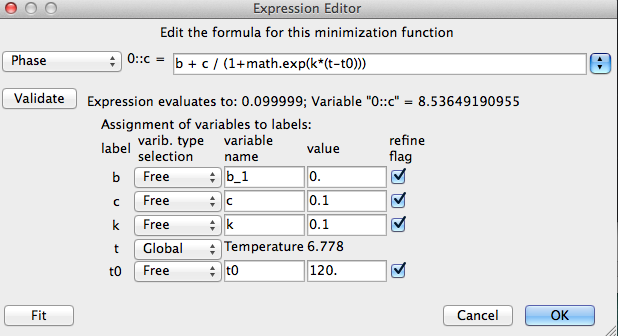 Expression Editor
Edit the formula for this minimization function
Phase 0::c = b + c / (1+math.exp(k*(t-t0)))
Validate Expression evaluates to: 0.099999; Variable "0::c" = 8.53649190955
Assignment of variables to labels:
label varib. type selection variable name value refine flag
b Free b_1 0.
c Free c 0.1
k Free k 0.1
t Global Temperature 6.778
t0 Free t0 120.
Fit Cancel OK